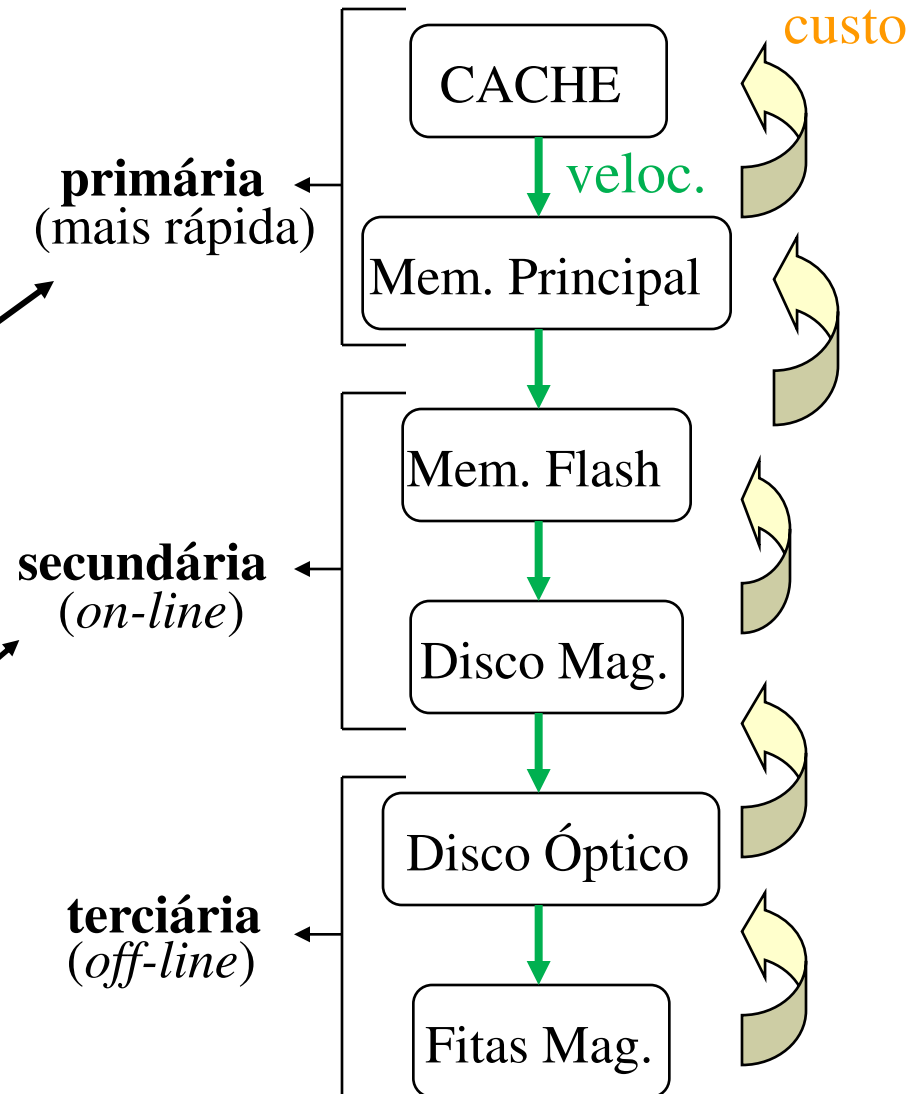 custo
CACHE
veloc.
primária
(mais rápida)
Mem. Principal
Mem. Flash
secundária
(on-line)
Disco Mag.
Disco Óptico
terciária
(off-line)
Fitas Mag.